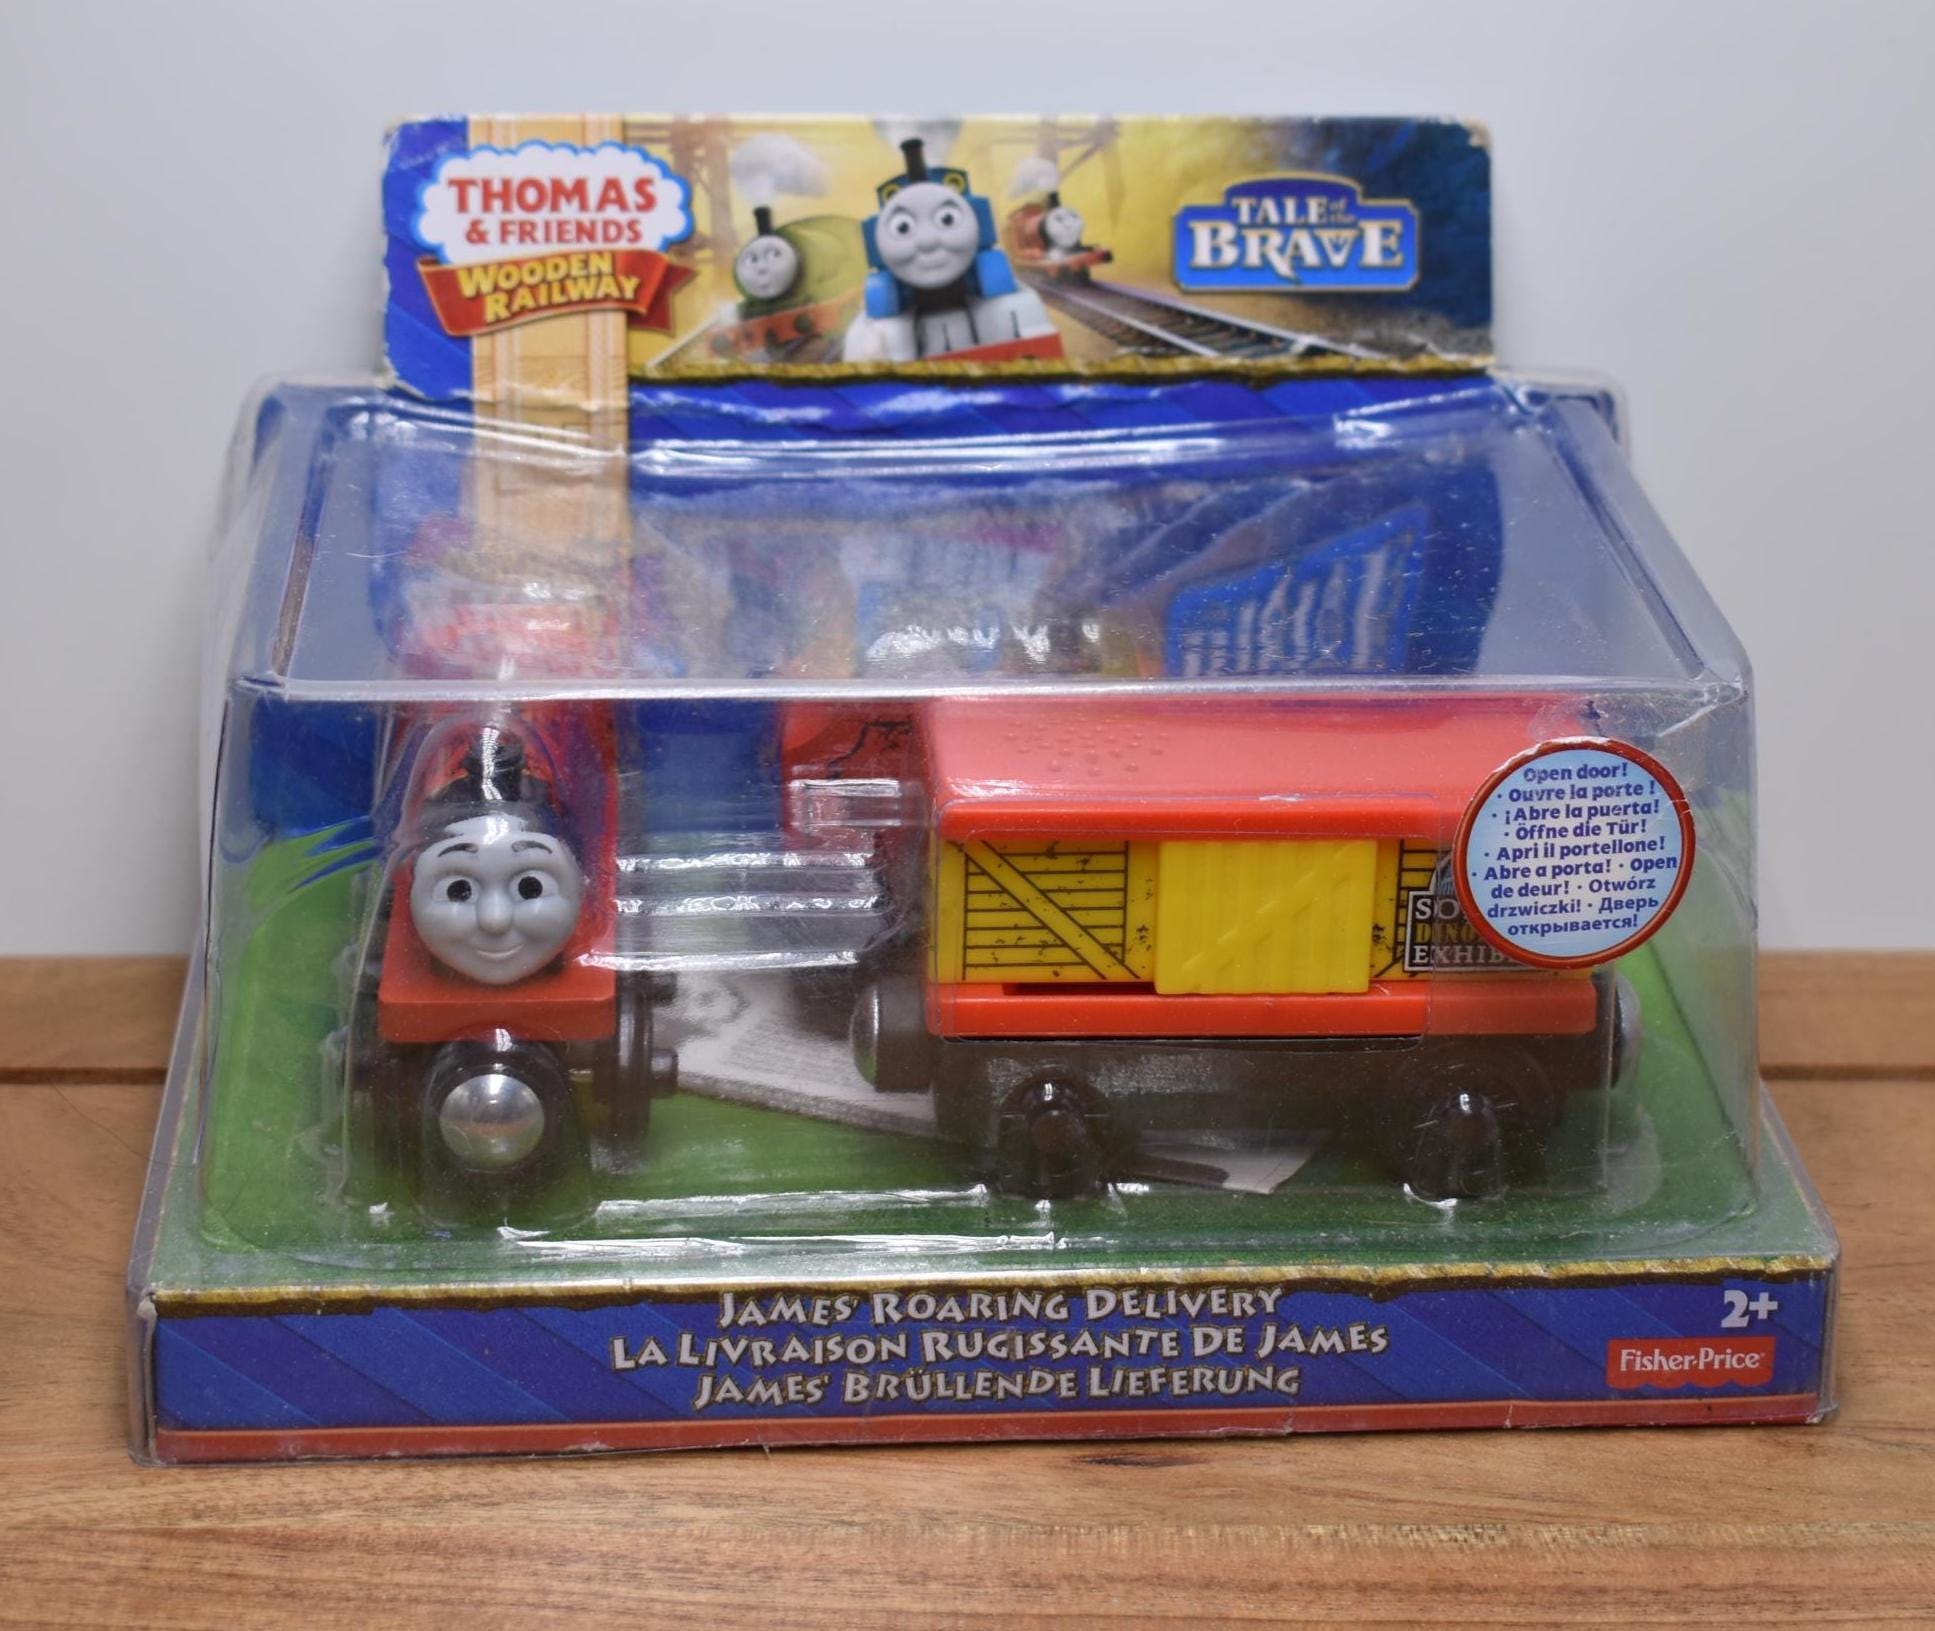 THOMAS
& FRIENDS
WOODEN
RAILWAY
TALE of the
BRAVE
Open door!
· Ouvre la porte !
· ¡Abre la puerta!
· Öffne die Tür!
· Apri il portellone!
· Abre a porta! · Open
de deur! · Otwórz
drzwiczki! · Дверь
открывается!
EXHIB
JAMES' ROARING DELIVERY
LA LIVRAISON RUGISSANTE DE JAMES
JAMES' BRÜLLENDE LIEFERUNG
2+
Fisher-Price